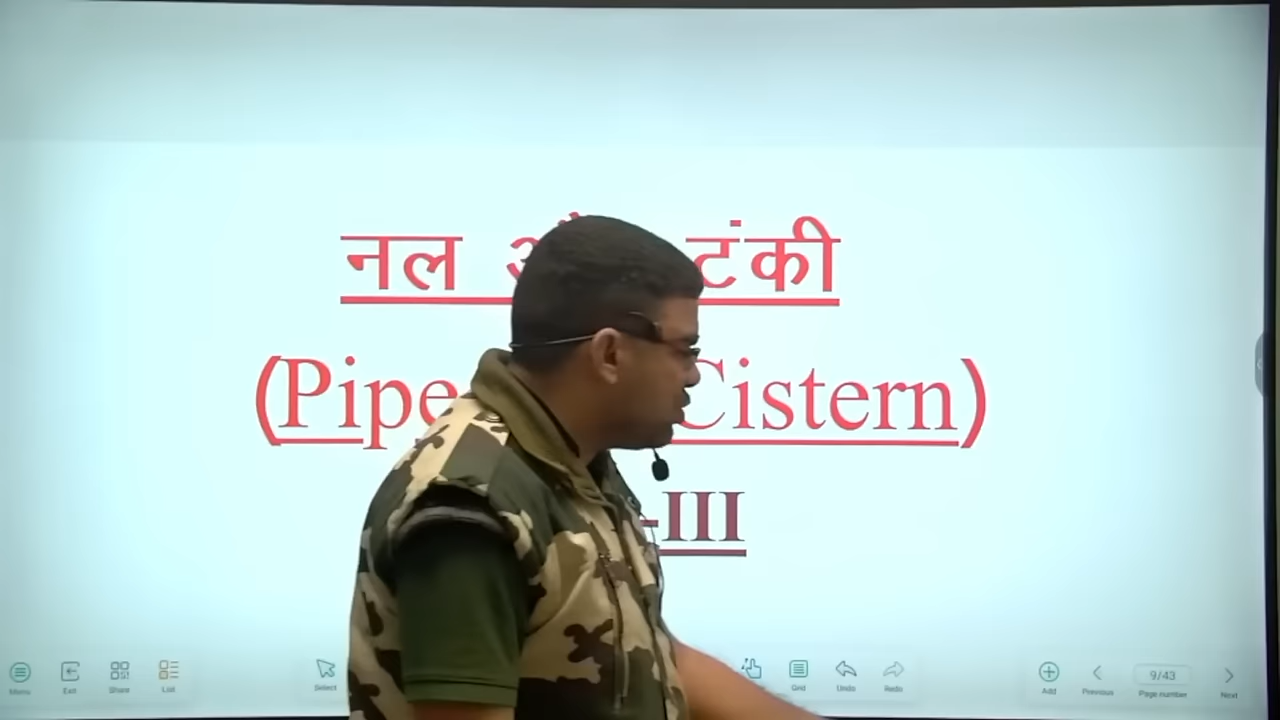 नल टंकी
(Pipe Cistern)
-III
Menu Exit Share List Select Grid Undo Redo Add Previous 9/43 Page number Next